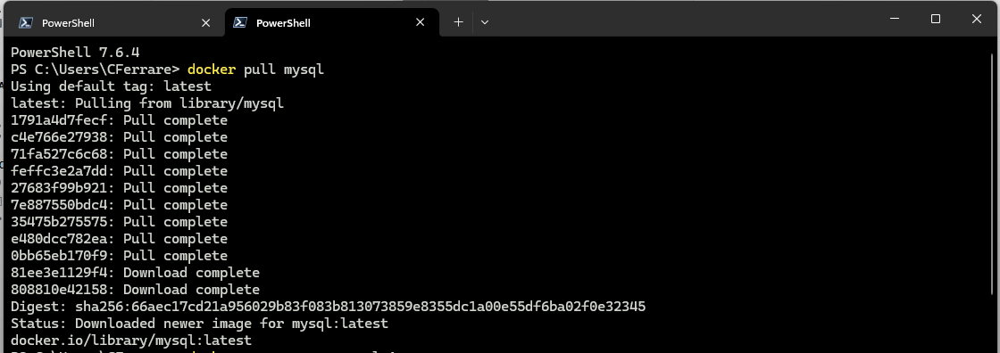 PowerShell
PowerShell
PowerShell 7.6.4
PS C:\Users\CFerrare> docker pull mysql
Using default tag: latest
latest: Pulling from library/mysql
1791a4d7fecf: Pull complete
c4e766e27938: Pull complete
71fa527c6c68: Pull complete
feffc3e2a7dd: Pull complete
27683f99b921: Pull complete
7e887550bdc4: Pull complete
35475b275575: Pull complete
e480dcc782ea: Pull complete
0bb65eb170f9: Pull complete
81ee3e1129f4: Download complete
808810e42158: Download complete
Digest: sha256:66aec17cd21a956029b83f083b813073859e8355dc1a00e55df6ba02f0e32345
Status: Downloaded newer image for mysql:latest
docker.io/library/mysql:latest